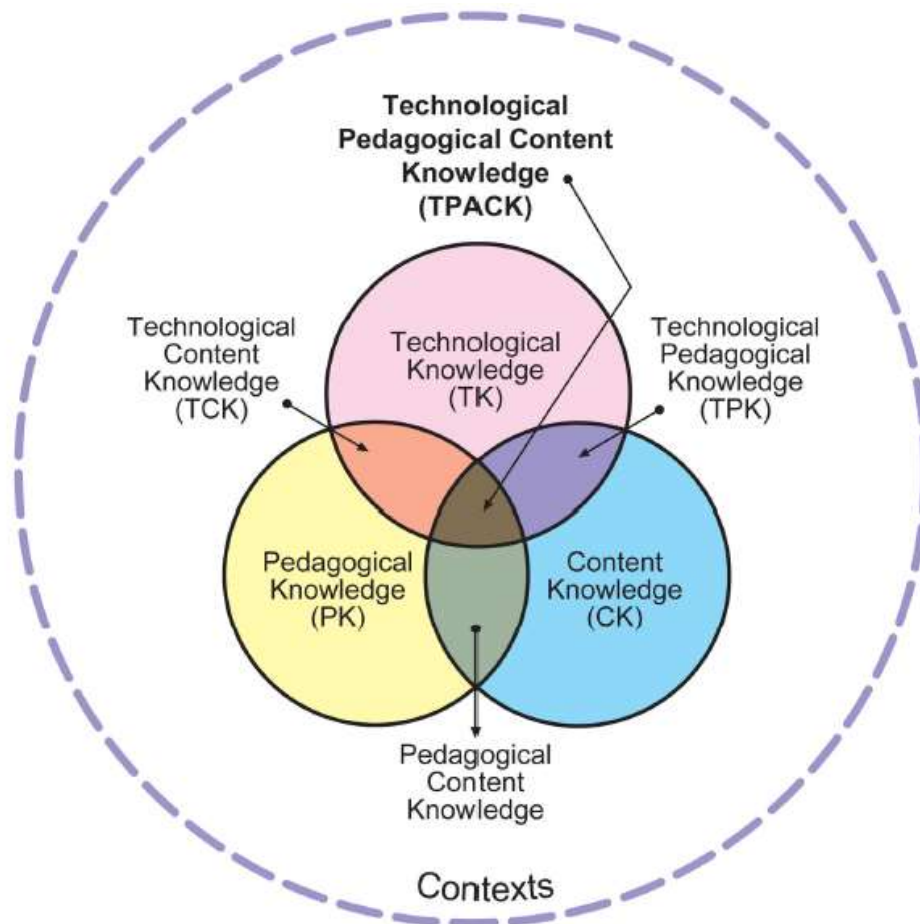 Technological
Pedagogical Content
Knowledge
(TPACK)
Technological
Content
Knowledge
(TCK)
Technological
Knowledge
(TK)
Technological
Pedagogical
Knowledge
(TPK)
Pedagogical
Knowledge
(PK)
Content
Knowledge
(CK)
Pedagogical
Content
Knowledge
Contexts